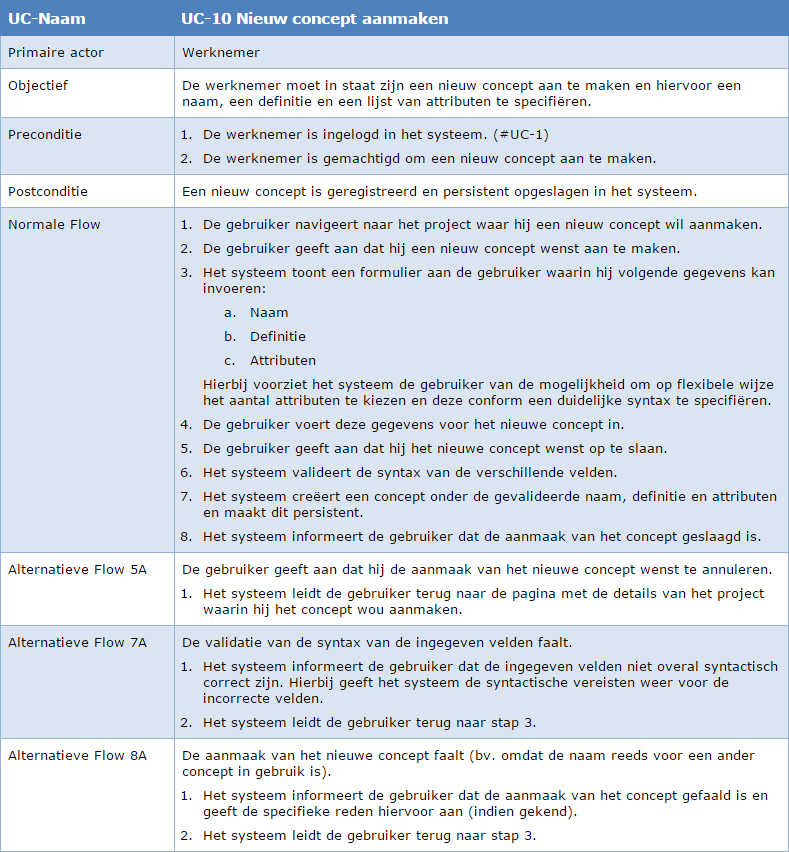 UC-Naam
UC-10 Nieuw concept aanmaken
Primaire actor
Werknemer
Objectief
De werknemer moet in staat zijn een nieuw concept aan te maken en hiervoor een
naam, een definitie en een lijst van attributen te specifiëren.
Preconditie
1. De werknemer is ingelogd in het systeem. (#UC-1)
2. De werknemer is gemachtigd om een nieuw concept aan te maken.
Postconditie
Een nieuw concept is geregistreerd en persistent opgeslagen in het systeem.
Normale Flow
1. De gebruiker navigeert naar het project waar hij een nieuw concept wil aanmaken.
2. De gebruiker geeft aan dat hij een nieuw concept wenst aan te maken.
3. Het systeem toont een formulier aan de gebruiker waarin hij volgende gegevens kan
invoeren:
a. Naam
b. Definitie
c. Attributen
Hierbij voorziet het systeem de gebruiker van de mogelijkheid om op flexibele wijze
het aantal attributen te kiezen en deze conform een duidelijke syntax te specifiëren.
4. De gebruiker voert deze gegevens voor het nieuwe concept in.
5. De gebruiker geeft aan dat hij het nieuwe concept wenst op te slaan.
6. Het systeem valideert de syntax van de verschillende velden.
7. Het systeem creëert een concept onder de gevalideerde naam, definitie en attributen
en maakt dit persistent.
8. Het systeem informeert de gebruiker dat de aanmaak van het concept geslaagd is.
Alternatieve Flow 5A
De gebruiker geeft aan dat hij de aanmaak van het nieuwe concept wenst te annuleren.
1. Het systeem leidt de gebruiker terug naar de pagina met de details van het project
waarin hij het concept wou aanmaken.
Alternatieve Flow 7A
De validatie van de syntax van de ingegeven velden faalt.
1. Het systeem informeert de gebruiker dat de ingegeven velden niet overal syntactisch
correct zijn. Hierbij geeft het systeem de syntactische vereisten weer voor de
incorrecte velden.
2. Het systeem leidt de gebruiker terug naar stap 3.
Alternatieve Flow 8A
De aanmaak van het nieuwe concept faalt (bv. omdat de naam reeds voor een ander
concept in gebruik is).
1. Het systeem informeert de gebruiker dat de aanmaak van het concept gefaald is en
geeft de specifieke reden hiervoor aan (indien gekend).
2. Het systeem leidt de gebruiker terug naar stap 3.